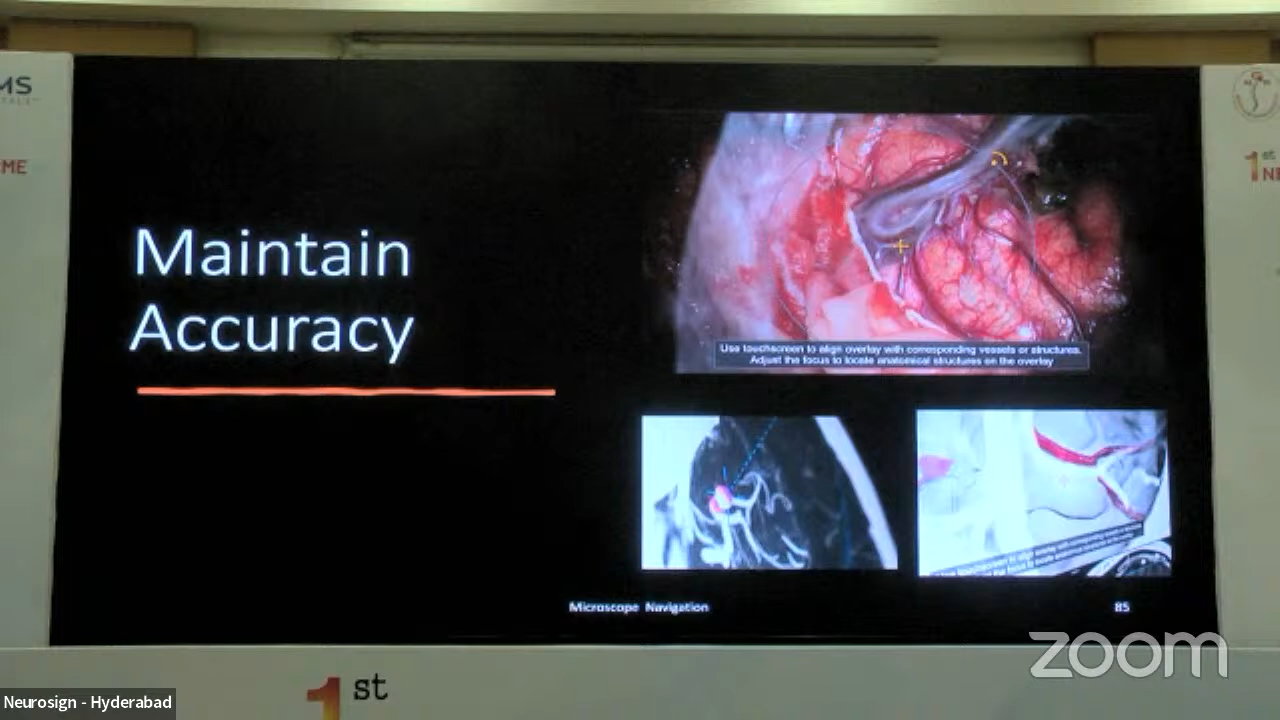 MS
ME
1st
NE
Maintain
Accuracy
Use touchscreen to align overlay with corresponding vessels or structures.
Adjust the focus to locate anatomical structures on the overlay
Microscope Navigation
85
zoom
Neurosign - Hyderabad
1st